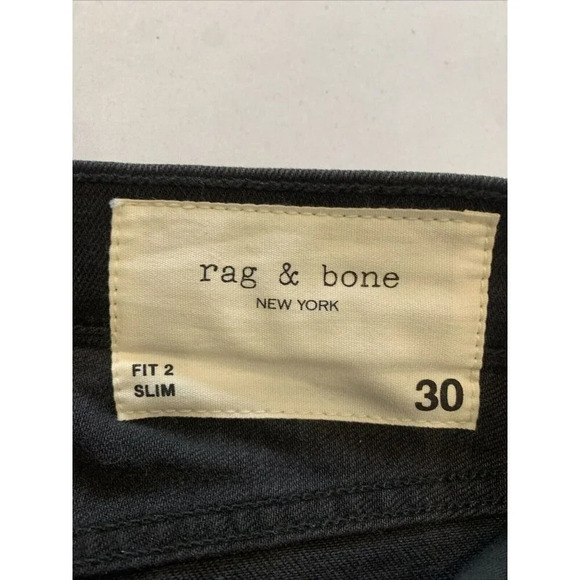 rag & bone
NEW YORK
FIT 2
SLIM
30